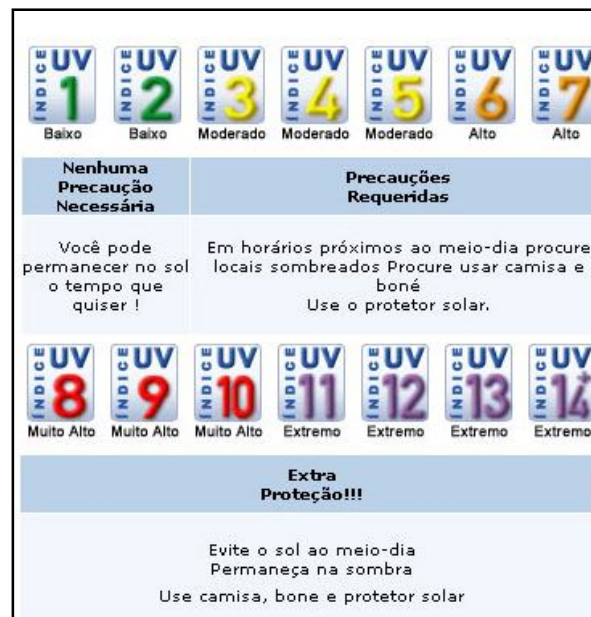 ÍNDICE UV 1 ÍNDICE UV 2 ÍNDICE UV 3 ÍNDICE UV 4 ÍNDICE UV 5 ÍNDICE UV 6 ÍNDICE UV 7
Baixo Baixo Moderado Moderado Moderado Alto Alto
Nenhuma
Precaução
Necessária
Precauções
Requeridas
Você pode
permanecer no sol
o tempo que
quiser !
Em horários próximos ao meio-dia procure
locais sombreados Procure usar camisa e
boné
Use o protetor solar.
ÍNDICE UV 8 ÍNDICE UV 9 ÍNDICE UV 10 ÍNDICE UV 11 ÍNDICE UV 12 ÍNDICE UV 13 ÍNDICE UV 14+
Muito Alto Muito Alto Muito Alto Extremo Extremo Extremo Extremo
Extra
Proteção!!!
Evite o sol ao meio-dia
Permaneça na sombra
Use camisa, bone e protetor solar